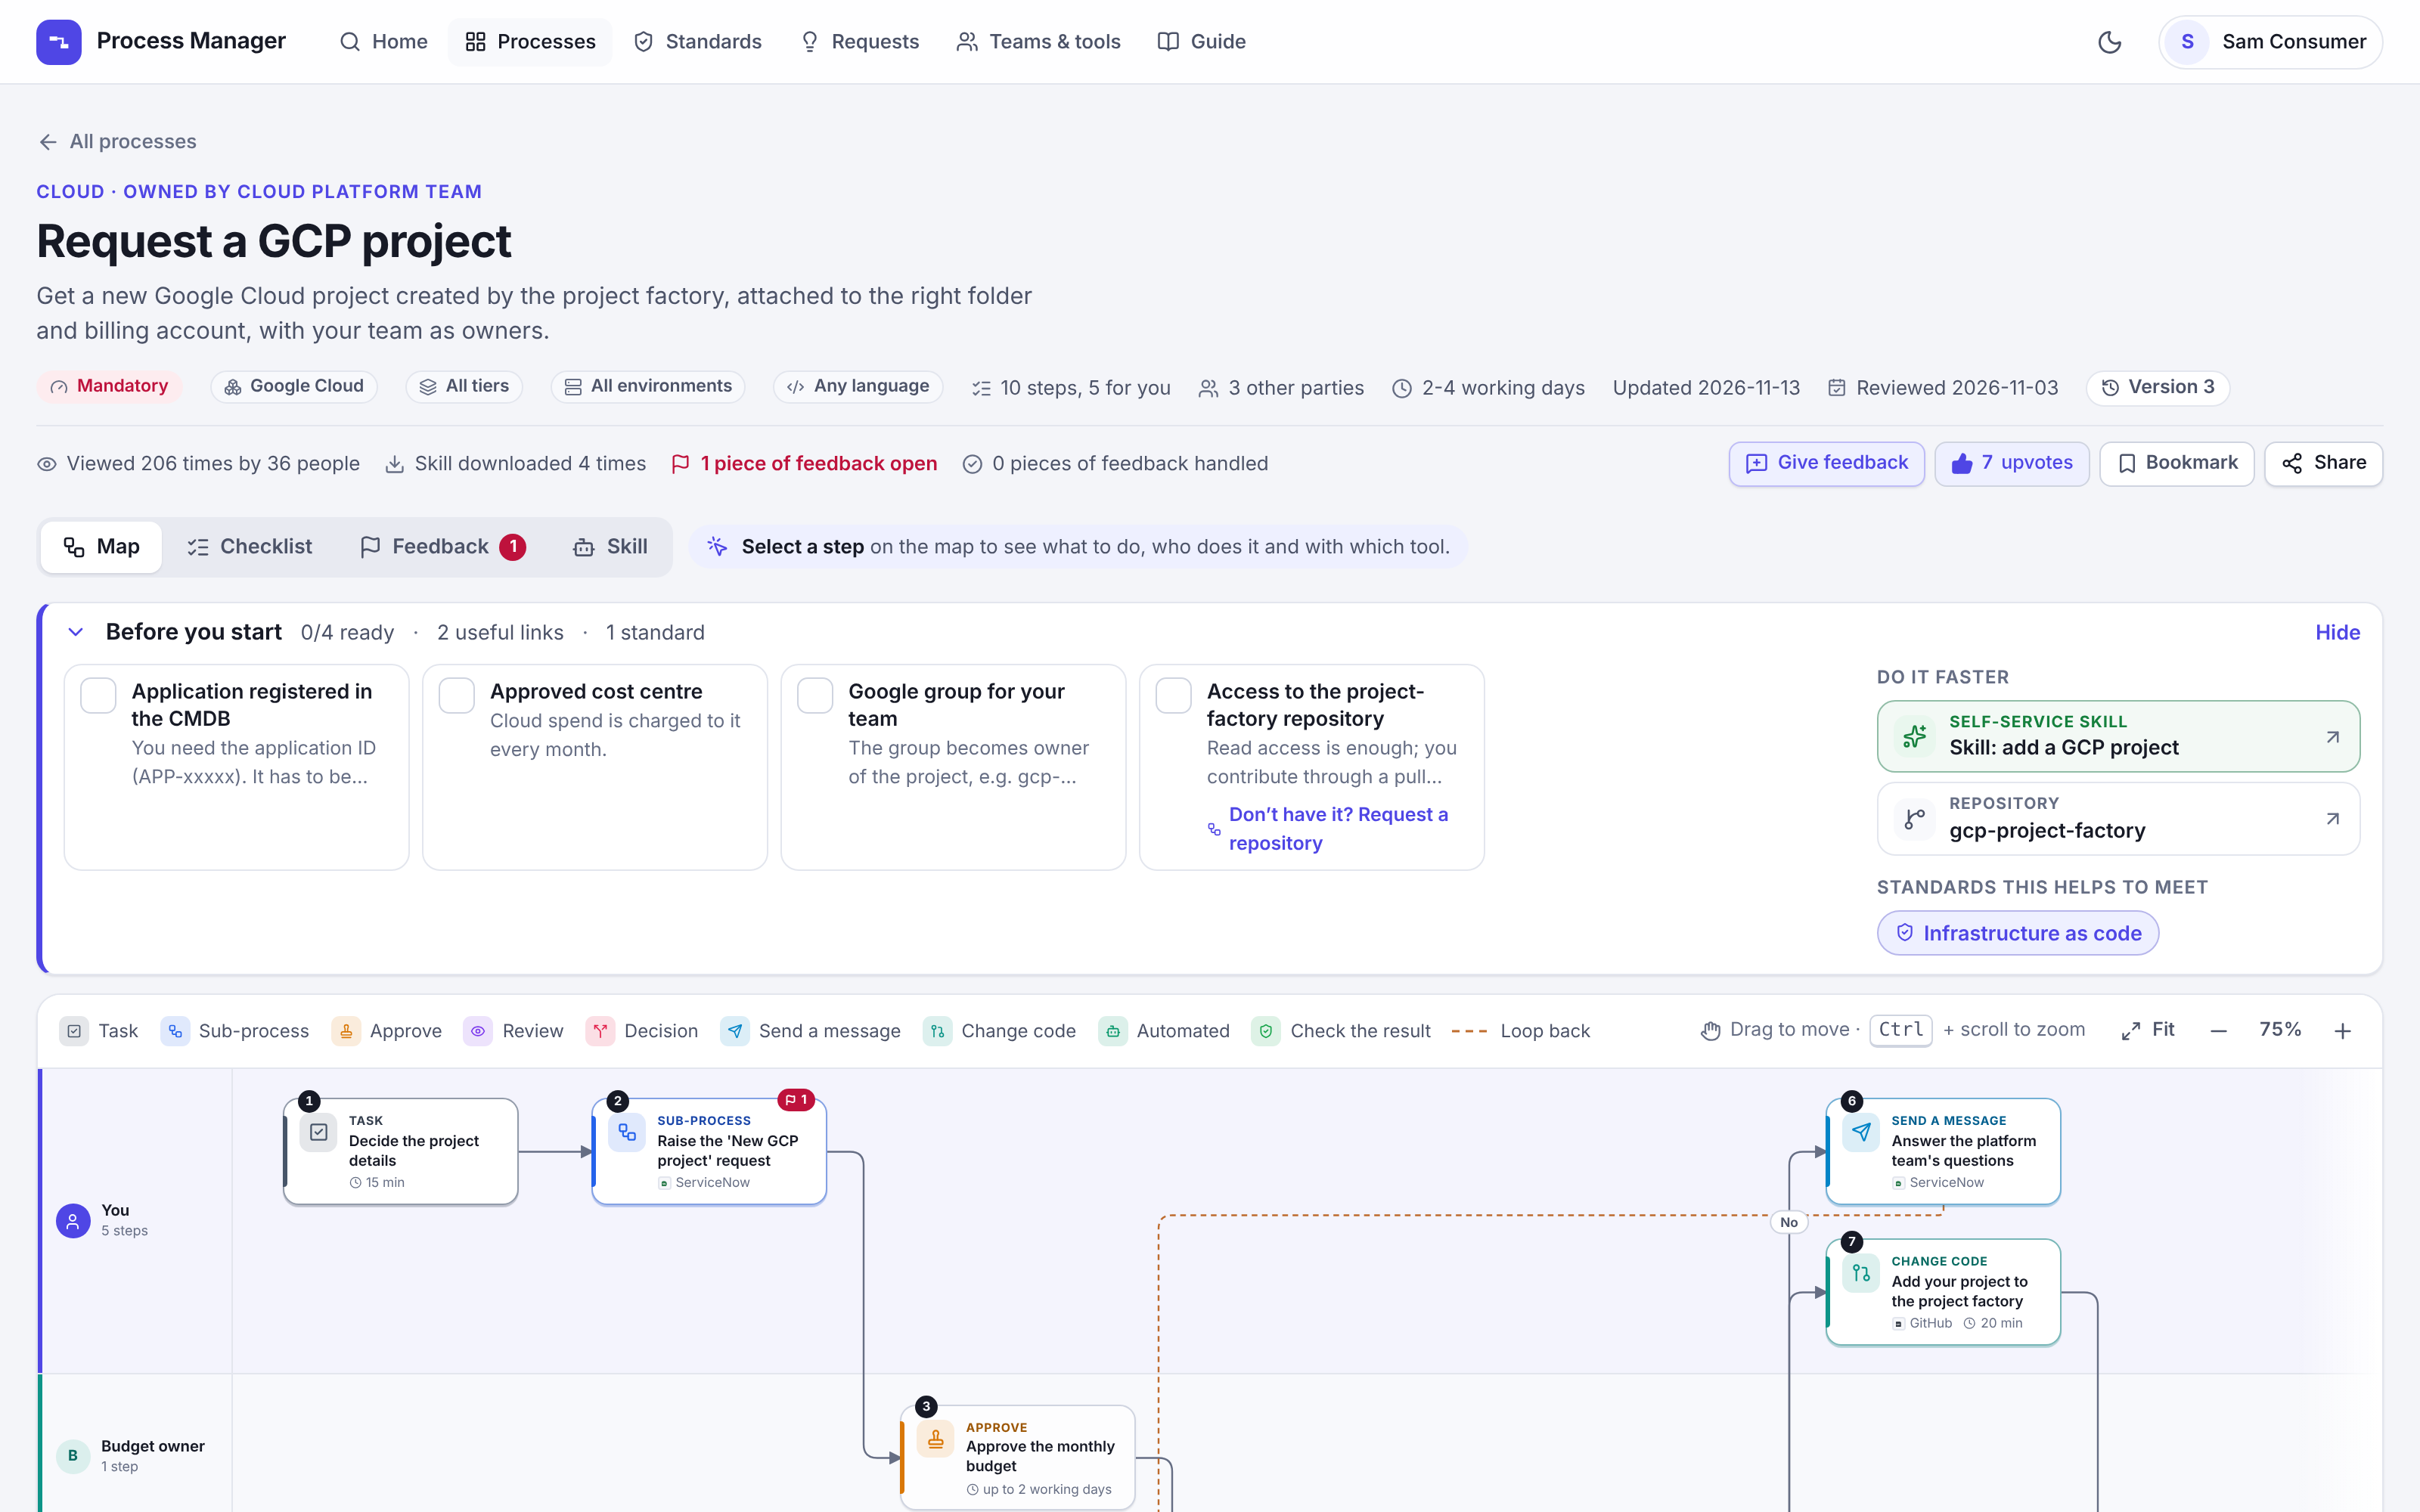 Process Manager
Home
Processes
Standards
Requests
Teams & tools
Guide
S
Sam Consumer
All processes
CLOUD · OWNED BY CLOUD PLATFORM TEAM
Request a GCP project
Get a new Google Cloud project created by the project factory, attached to the right folder
and billing account, with your team as owners.
Mandatory
Google Cloud
All tiers
All environments
Any language
10 steps, 5 for you
3 other parties
2-4 working days
Updated 2026-11-13
Reviewed 2026-11-03
Version 3
Viewed 206 times by 36 people
Skill downloaded 4 times
1 piece of feedback open
0 pieces of feedback handled
Give feedback
7 upvotes
Bookmark
Share
Map
Checklist
Feedback 1
Skill
Select a step on the map to see what to do, who does it and with which tool.
Before you start 0/4 ready · 2 useful links · 1 standard
Hide
Application registered in
the CMDB
You need the application ID
(APP-xxxxx). It has to be...
Approved cost centre
Cloud spend is charged to it
every month.
Google group for your
team
The group becomes owner
of the project, e.g. gcp-...
Access to the project-
factory repository
Read access is enough; you
contribute through a pull...
Don't have it? Request a
repository
DO IT FASTER
SELF-SERVICE SKILL
Skill: add a GCP project
REPOSITORY
gcp-project-factory
STANDARDS THIS HELPS TO MEET
Infrastructure as code
Task
Sub-process
Approve
Review
Decision
Send a message
Change code
Automated
Check the result
Loop back
Drag to move · Ctrl + scroll to zoom
Fit
75%
You
5 steps
1
TASK
Decide the project
details
15 min
2
1
SUB-PROCESS
Raise the 'New GCP
project' request
ServiceNow
6
SEND A MESSAGE
Answer the platform
team's questions
ServiceNow
No
7
CHANGE CODE
Add your project to
the project factory
GitHub
20 min
B
Budget owner
1 step
3
APPROVE
Approve the monthly
budget
up to 2 working days